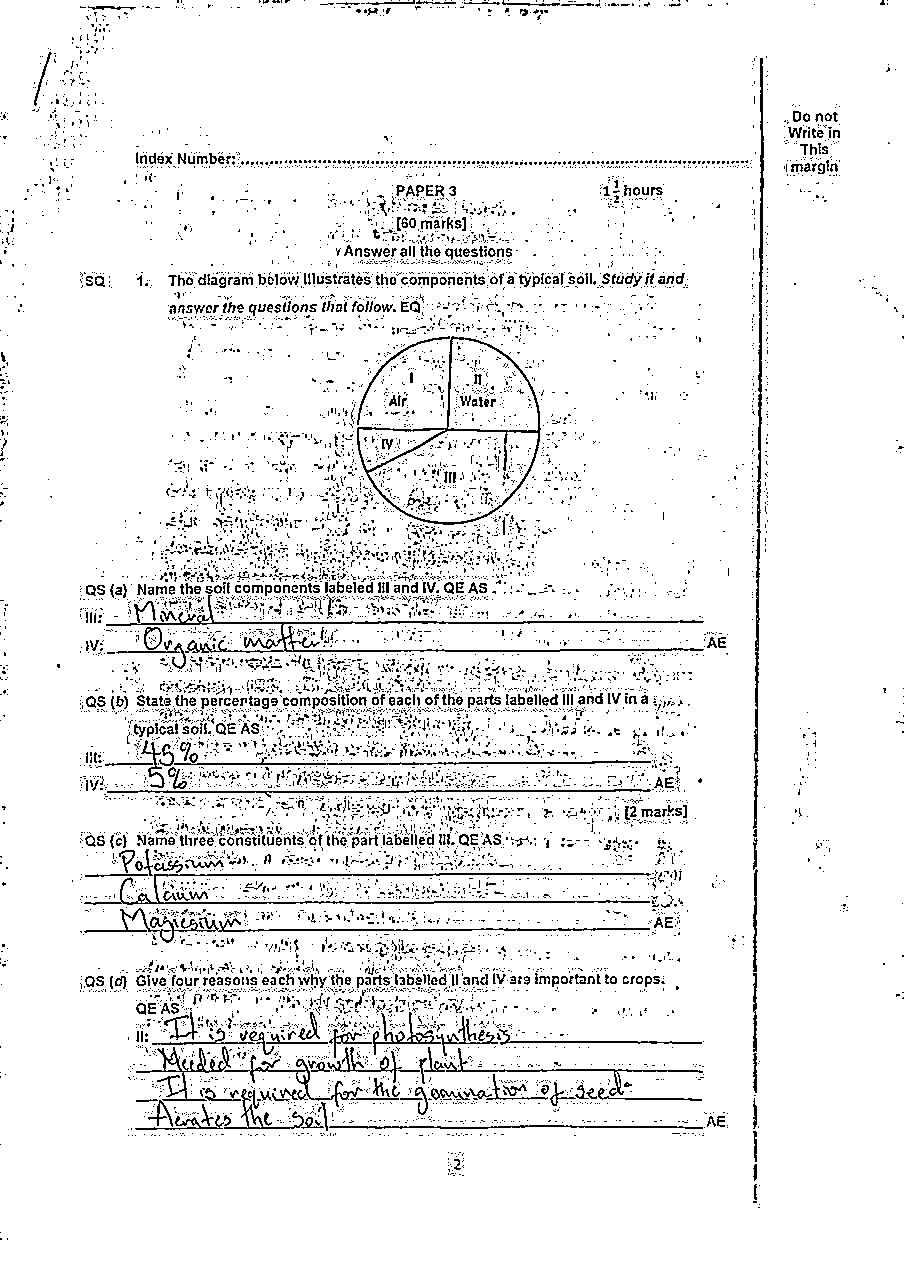 Do not
Write in
This
margin
Index Number:
PAPER 3
1½ hours
[60 marks]
Answer all the questions
SQ 1. The diagram below illustrates the components of a typical soil. Study it and
answer the questions that follow. EQ
I
Air
II
Water
IV
III
QS (a) Name the soil components labeled III and IV. QE AS
III: Mineral
IV: Organic matter AE
QS (b) State the percentage composition of each of the parts labelled III and IV in a
typical soil. QE AS
III: 45%
IV: 5% AE
[2 marks]
QS (c) Name three constituents of the part labelled III. QE AS
Potassium
Calcium
Magnesium AE
QS (d) Give four reasons each why the parts labelled II and IV are important to crops.
QE AS
II: It is required for photosynthesis
Needed for growth of plant
It is required for the germination of seed
Aerates the soil AE
2